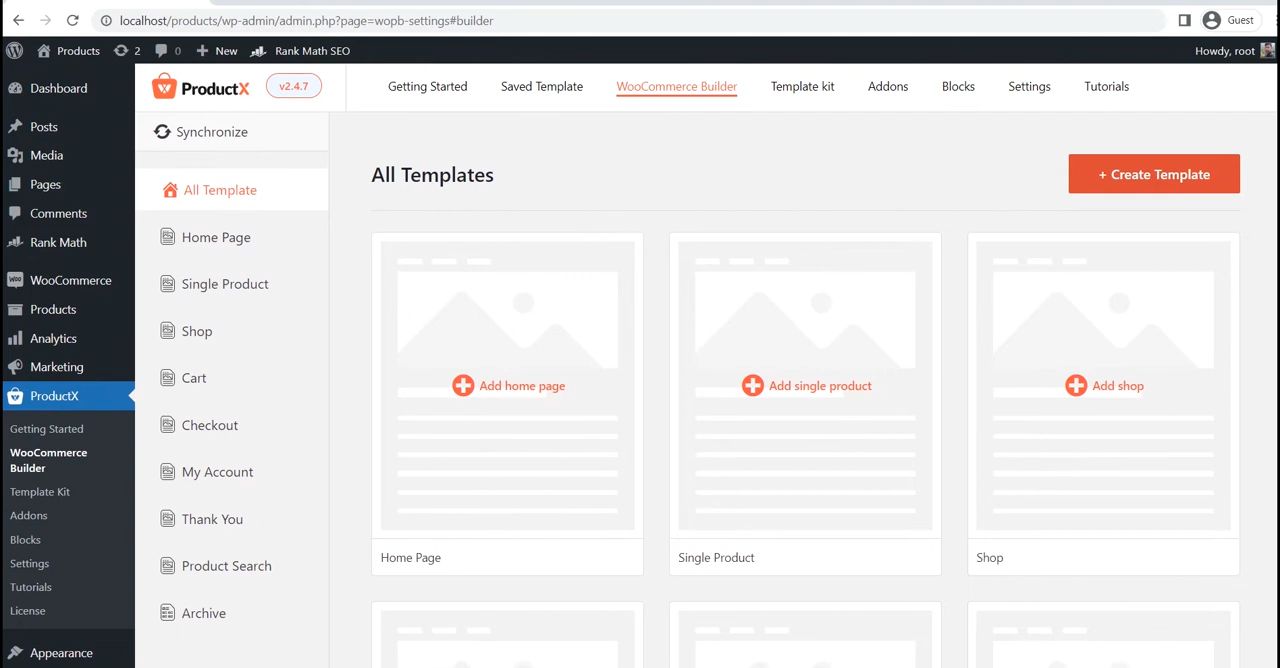 localhost/products/wp-admin/admin.php?page=wopb-settings#builder
Guest
Products
2
0
New
Rank Math SEO
Howdy, root
Dashboard
Posts
Media
Pages
Comments
Rank Math
WooCommerce
Products
Analytics
Marketing
ProductX
Getting Started
WooCommerce
Builder
Template Kit
Addons
Blocks
Settings
Tutorials
License
Appearance
ProductX
v2.4.7
Getting Started
Saved Template
WooCommerce Builder
Template kit
Addons
Blocks
Settings
Tutorials
Synchronize
All Template
Home Page
Single Product
Shop
Cart
Checkout
My Account
Thank You
Product Search
Archive
All Templates
+ Create Template
Add home page
Add single product
Add shop
Home Page
Single Product
Shop